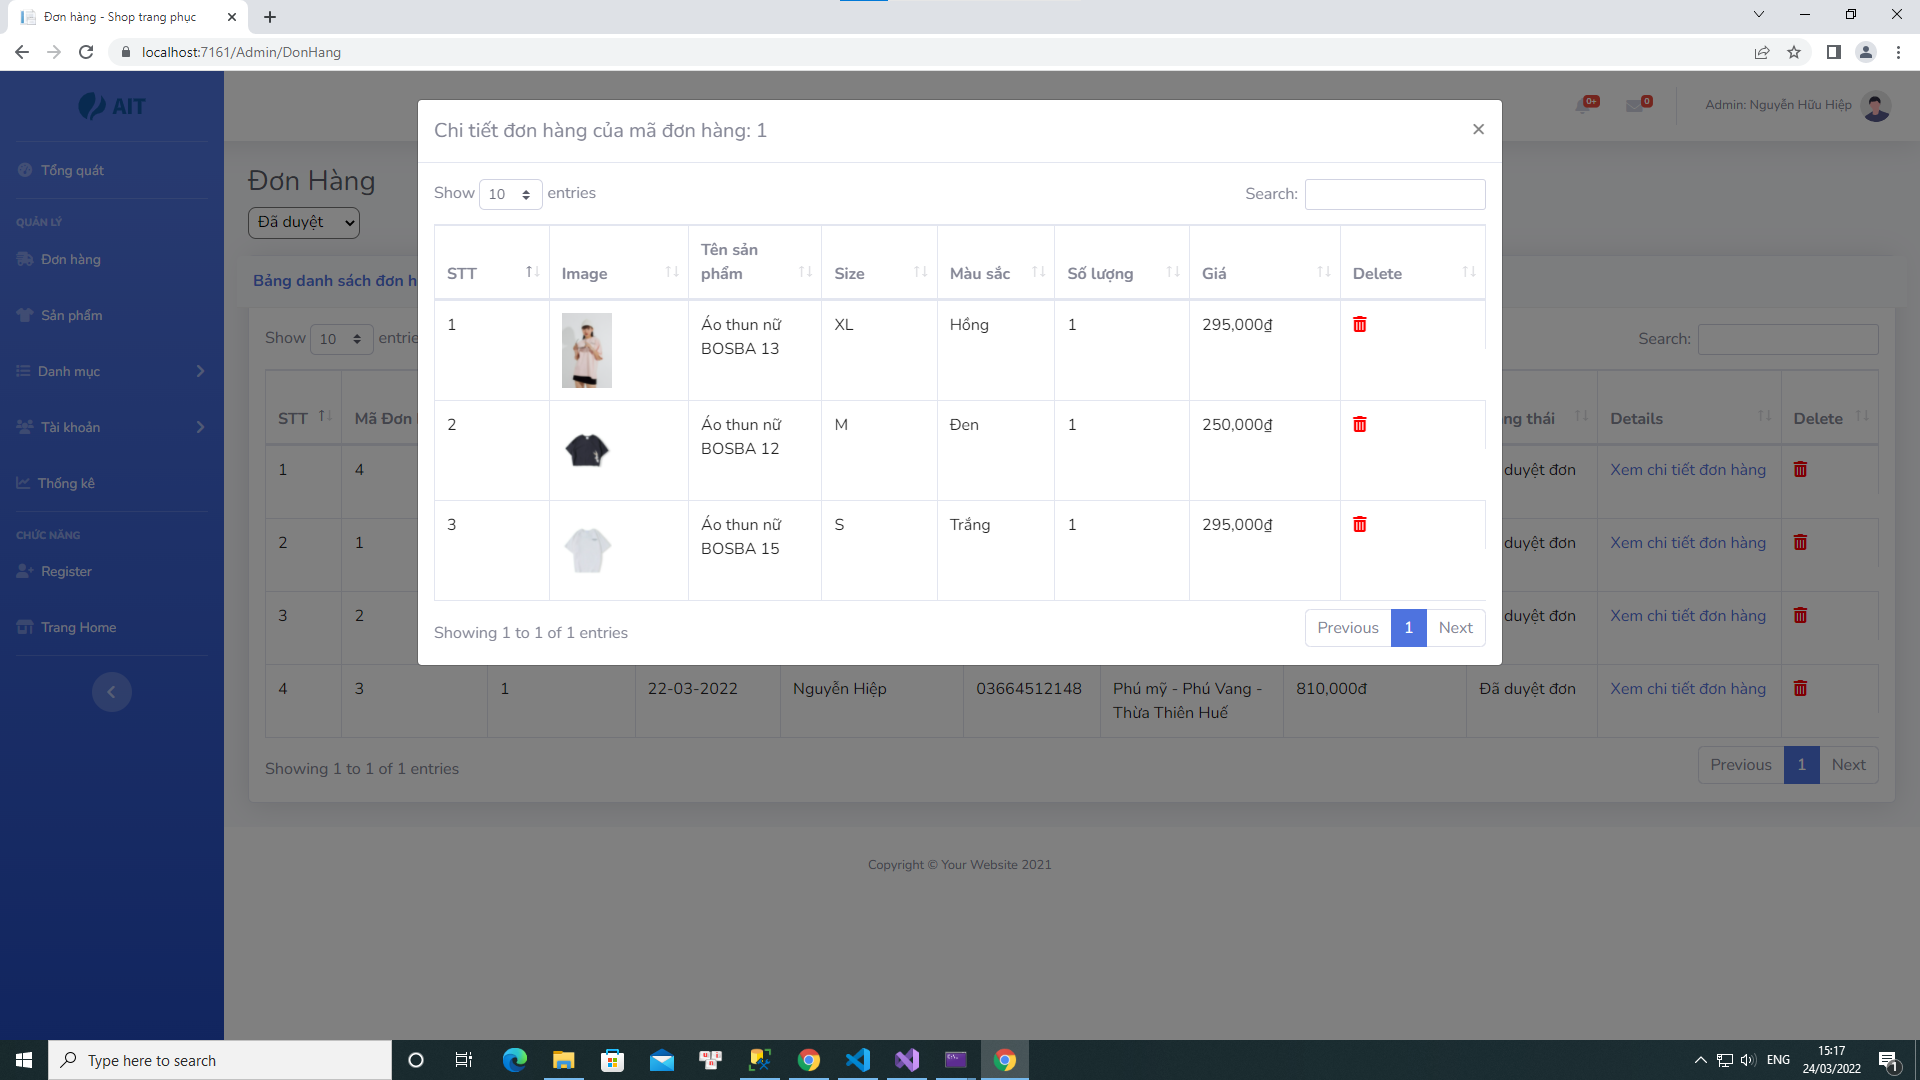 Đơn hàng - Shop trang phục
localhost:7161/Admin/DonHang
AIT
Tổng quát
QUẢN LÝ
Đơn hàng
Sản phẩm
Danh mục
Tài khoản
Thống kê
CHỨC NĂNG
Register
Trang Home
0+
0
Admin: Nguyễn Hữu Hiệp
Đơn Hàng
Đã duyệt
Bảng danh sách đơn h
Show 10
Search:
STT Mã Đơn Details Delete
1 4 duyệt đơn Xem chi tiết đơn hàng
2 1 duyệt đơn Xem chi tiết đơn hàng
3 2 duyệt đơn Xem chi tiết đơn hàng
4 3 1 22-03-2022 Nguyễn Hiệp 03664512148 Phú mỹ - Phú Vang - 810,000đ Đã duyệt đơn Xem chi tiết đơn hàng
Thừa Thiên Huế
Showing 1 to 1 of 1 entries
Previous 1 Next
Chi tiết đơn hàng của mã đơn hàng: 1
×
Show 10 entries
Search:
STT Image Tên sản phẩm Size Màu sắc Số lượng Giá Delete
1 Áo thun nữ XL Hồng 1 295,000₫
BOSBA 13
2 Áo thun nữ M Đen 1 250,000₫
BOSBA 12
3 Áo thun nữ S Trắng 1 295,000₫
BOSBA 15
Showing 1 to 1 of 1 entries
Previous 1 Next
Copyright © Your Website 2021
Type here to search
ENG
15:17
24/03/2022
1